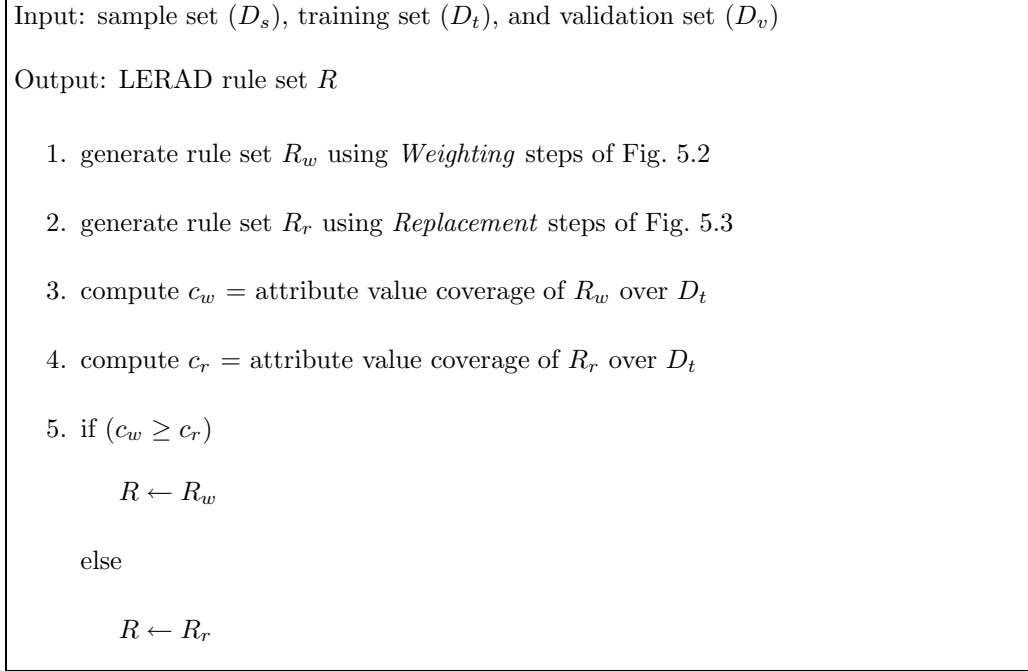 Input: sample set (D_s), training set (D_t), and validation set (D_v)
Output: LERAD rule set R
1. generate rule set R_w using Weighting steps of Fig. 5.2
2. generate rule set R_r using Replacement steps of Fig. 5.3
3. compute c_w = attribute value coverage of R_w over D_t
4. compute c_r = attribute value coverage of R_r over D_t
5. if (c_w ≥ c_r)
R ← R_w
else
R ← R_r